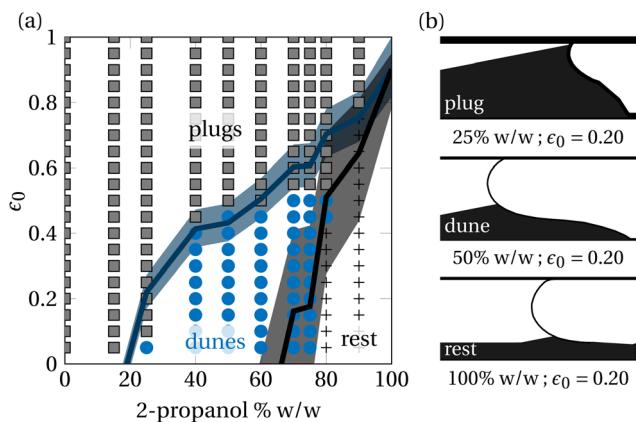 (a)
(b)
1
0.8
0.6
0.4
0.2
0
ϵ0
plugs
dunes
rest
0
20
40
60
80
100
2-propanol % w/w
plug
25% w/w ; ϵ0 = 0.20
dune
50% w/w ; ϵ0 = 0.20
rest
100% w/w ; ϵ0 = 0.20